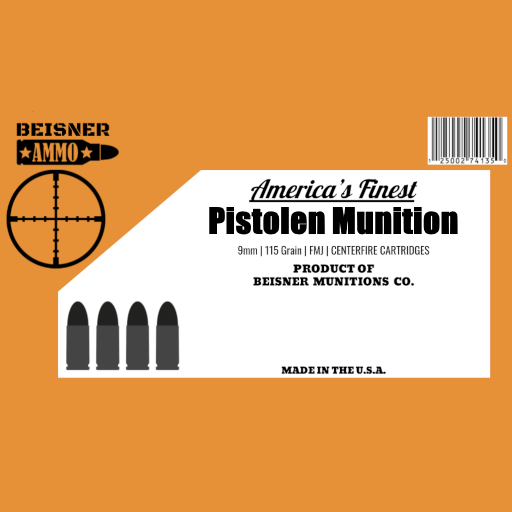 BEISNER
AMMO
1 25002 74135 0
America's Finest
Pistolen Munition
9mm | 115 Grain | FMJ | CENTERFIRE CARTRIDGES
PRODUCT OF
BEISNER MUNITIONS CO.
MADE IN THE U.S.A.